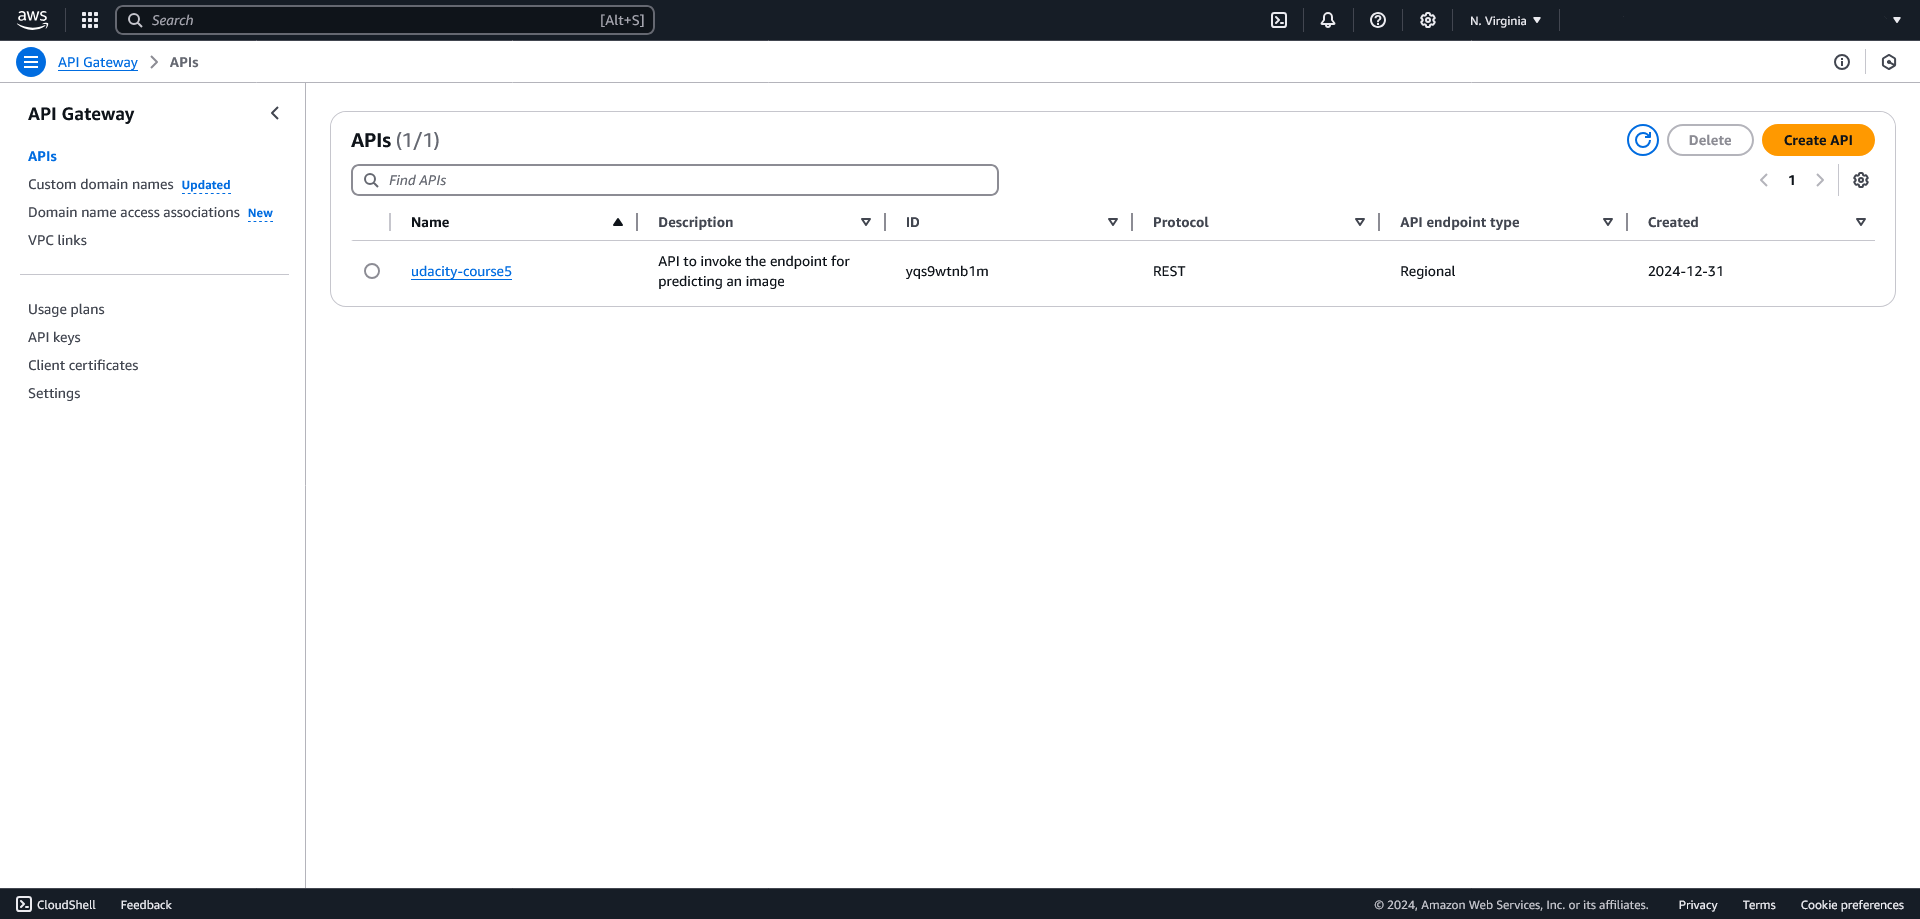 aws
Search [Alt+S]
N. Virginia
API Gateway
APIs
API Gateway
APIs
Custom domain names Updated
Domain name access associations New
VPC links
Usage plans
API keys
Client certificates
Settings
APIs (1/1)
Delete
Create API
Find APIs
1
Name Description ID Protocol API endpoint type Created
udacity-course5 API to invoke the endpoint for predicting an image yqs9wtnb1m REST Regional 2024-12-31
CloudShell Feedback © 2024, Amazon Web Services, Inc. or its affiliates. Privacy Terms Cookie preferences